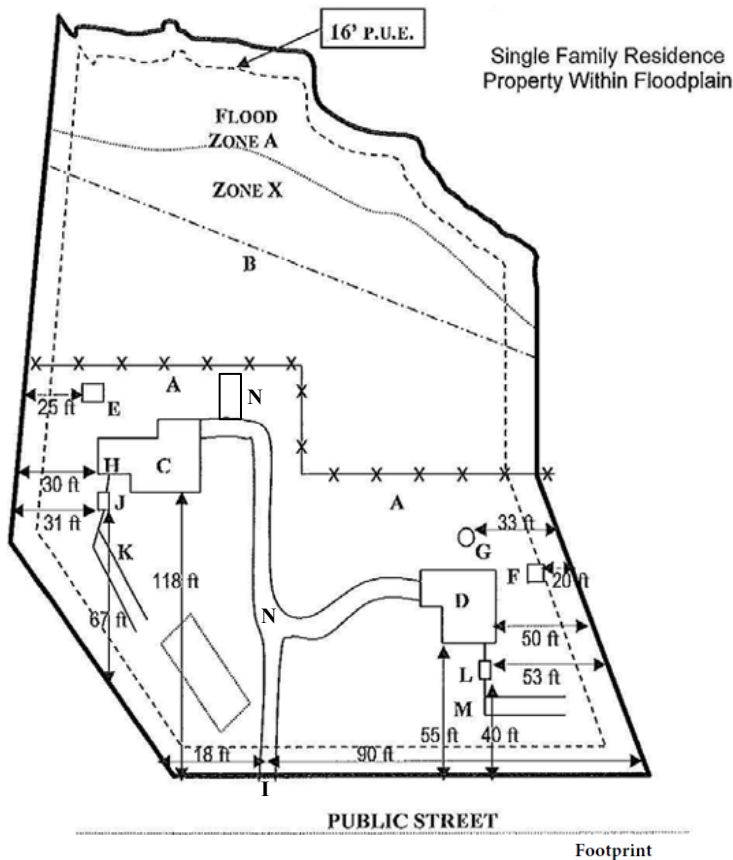 16' P.U.E.
Single Family Residence
Property Within Floodplain
FLOOD
ZONE A
ZONE X
B
A
N
25 ft
E
H
C
30 ft
J
A
31 ft
33 ft
G
K
118 ft
F
20 ft
D
67 ft
N
50 ft
L
53 ft
M
55 ft
40 ft
18 ft
90 ft
I
PUBLIC STREET
Footprint